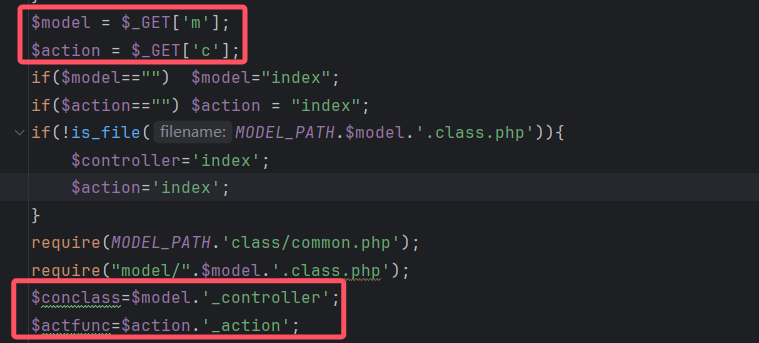 $model = $_GET['m'];
$action = $_GET['c'];
if($model=="")  $model="index";
if($action=="") $action = "index";
if(!is_file( filename: MODEL_PATH.$model.'.class.php')){
    $controller='index';
    $action='index';
}
require(MODEL_PATH.'class/common.php');
require("model/".$model.'.class.php');
$conclass=$model.'_controller';
$actfunc=$action.'_action';